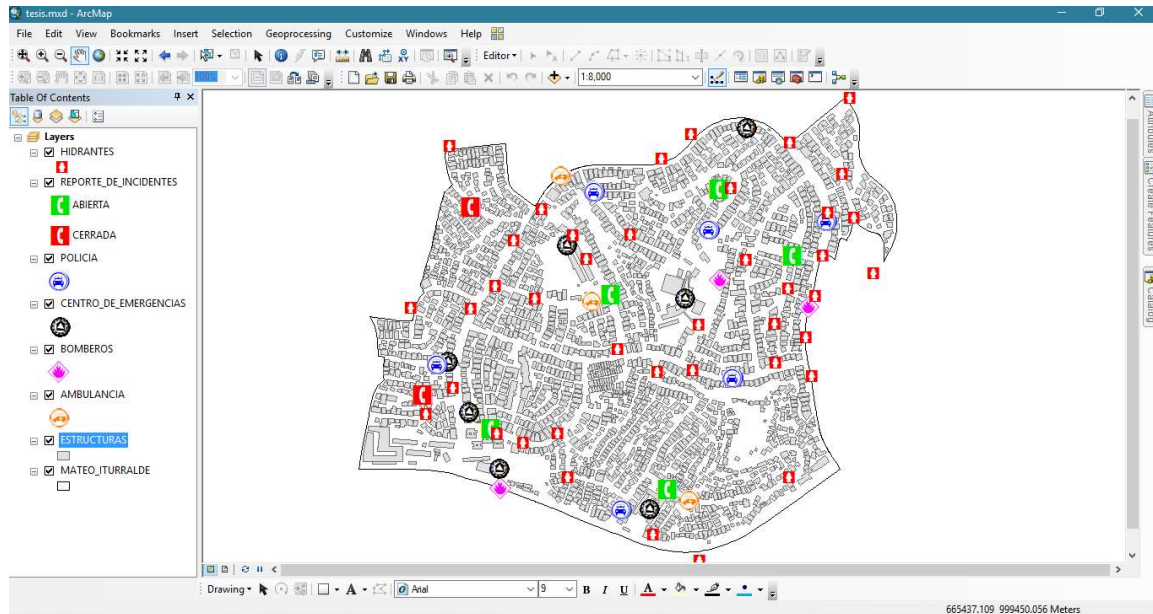 tesis.mxd - ArcMap
File Edit View Bookmarks Insert Selection Geoprocessing Customize Windows Help
Editor
100%
1:8,000
Table Of Contents
Layers
HIDRANTES
REPORTE_DE_INCIDENTES
ABIERTA
CERRADA
POLICIA
CENTRO_DE_EMERGENCIAS
BOMBEROS
AMBULANCIA
ESTRUCTURAS
MATEO_ITURRALDE
Attributes
Create Features
Catalog
Drawing
Arial
9
B I U A
665437.109 999450.056 Meters